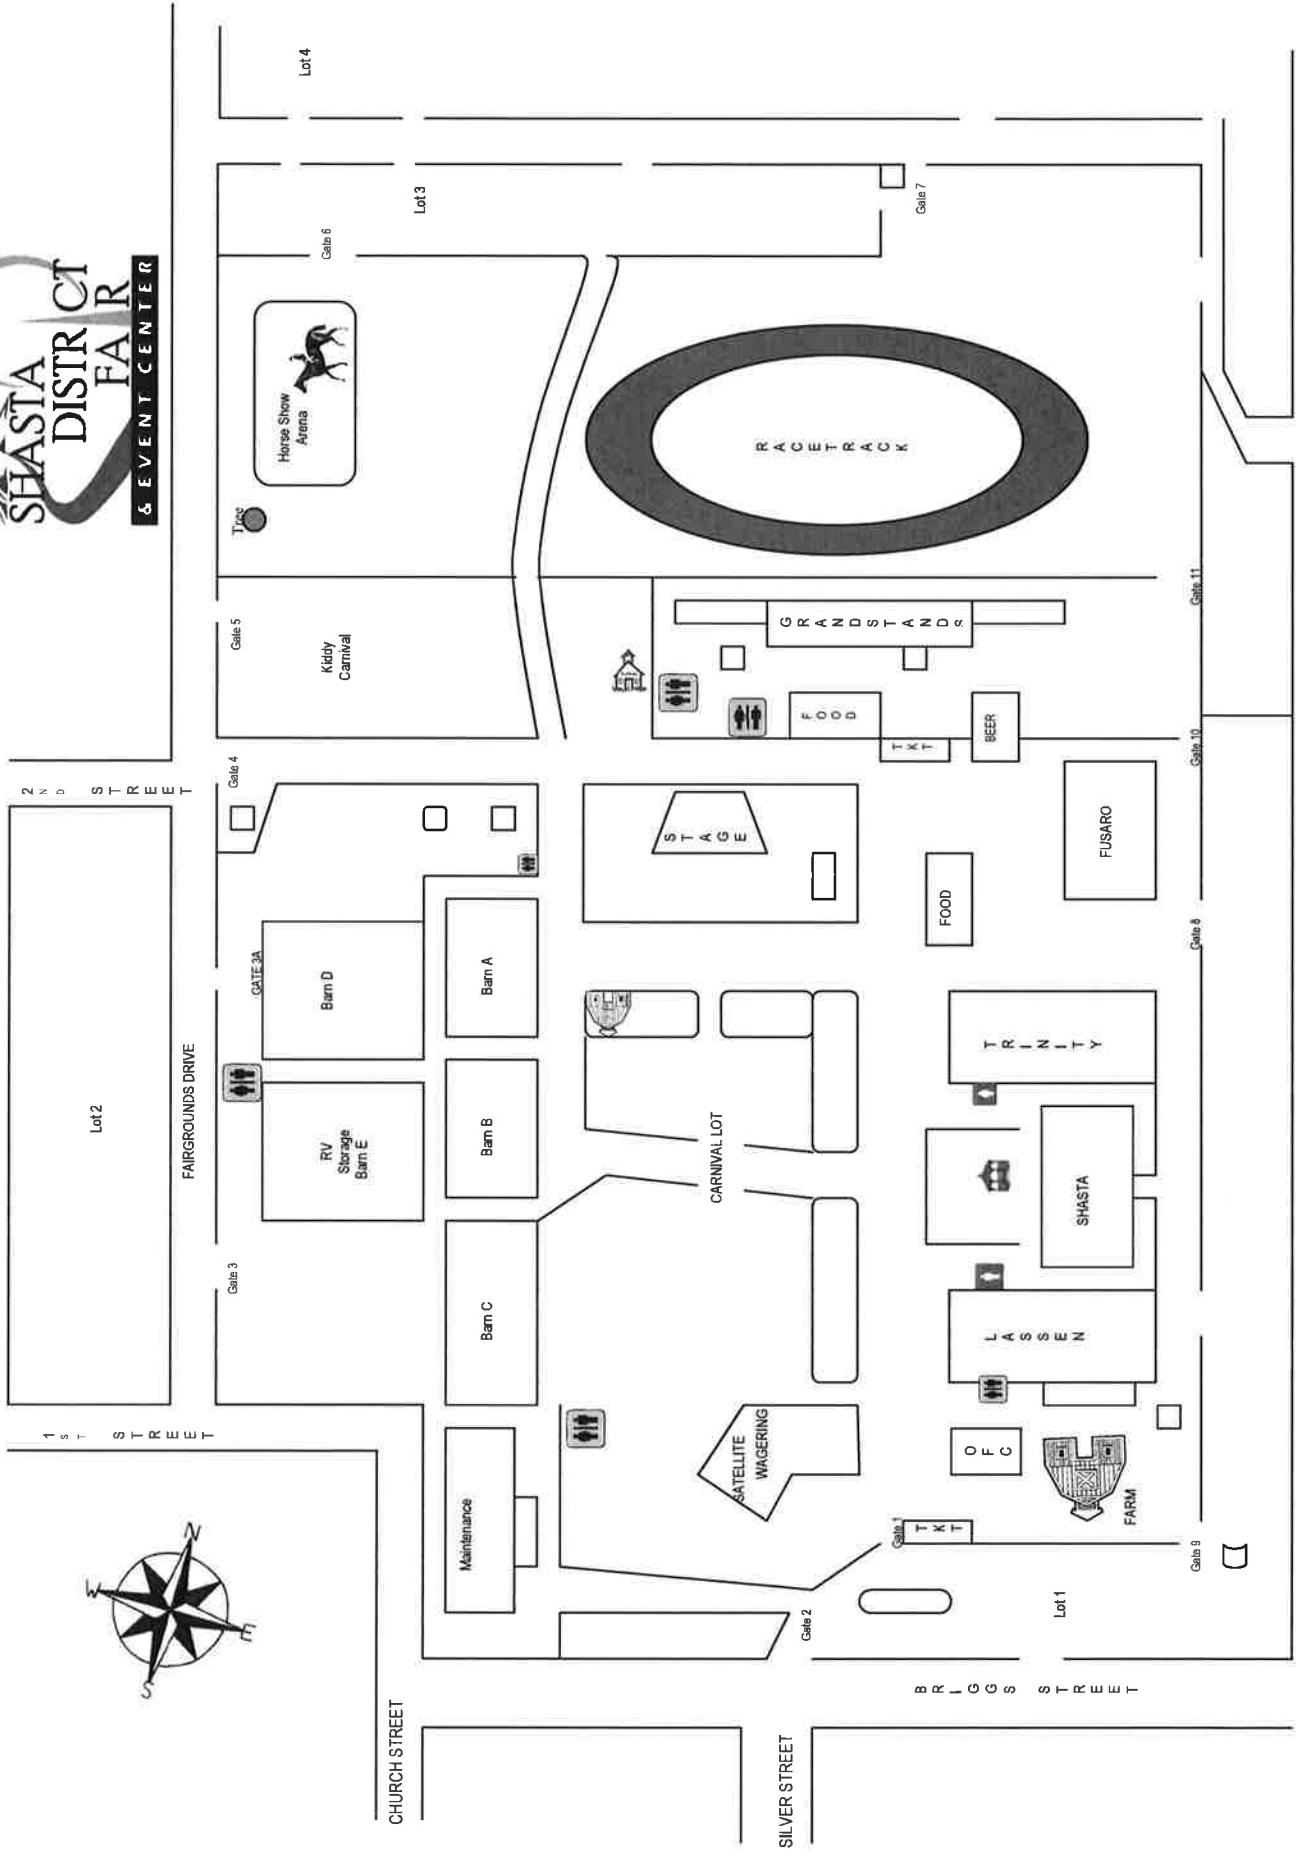 SHASTA
DISTR CT
FA R
& EVENT CENTER
Lot 4
Lot 3
Gate 6
Gate 7
Horse Show
Arena
Tree
RACETRACK
Gate 5
Kiddy
Carnival
GRANDSTANDS
Gate 11
2ND STREET
Gate 4
FOOD
TKT
BEER
Gate 10
STAGE
FUSARO
FOOD
Gate 8
GATE 3A
Barn D
Barn A
Lot 2
FAIRGROUNDS DRIVE
RV
Storage
Barn E
Barn B
CARNIVAL LOT
TRINITY
SHASTA
Gate 3
Barn C
LASSEN
1ST STREET
Maintenance
SATELLITE
WAGERING
OFC
FARM
Gate 1
TKT
Gate 9
Gate 2
Lot 1
N
W
E
S
BRIGGS STREET
CHURCH STREET
SILVER STREET